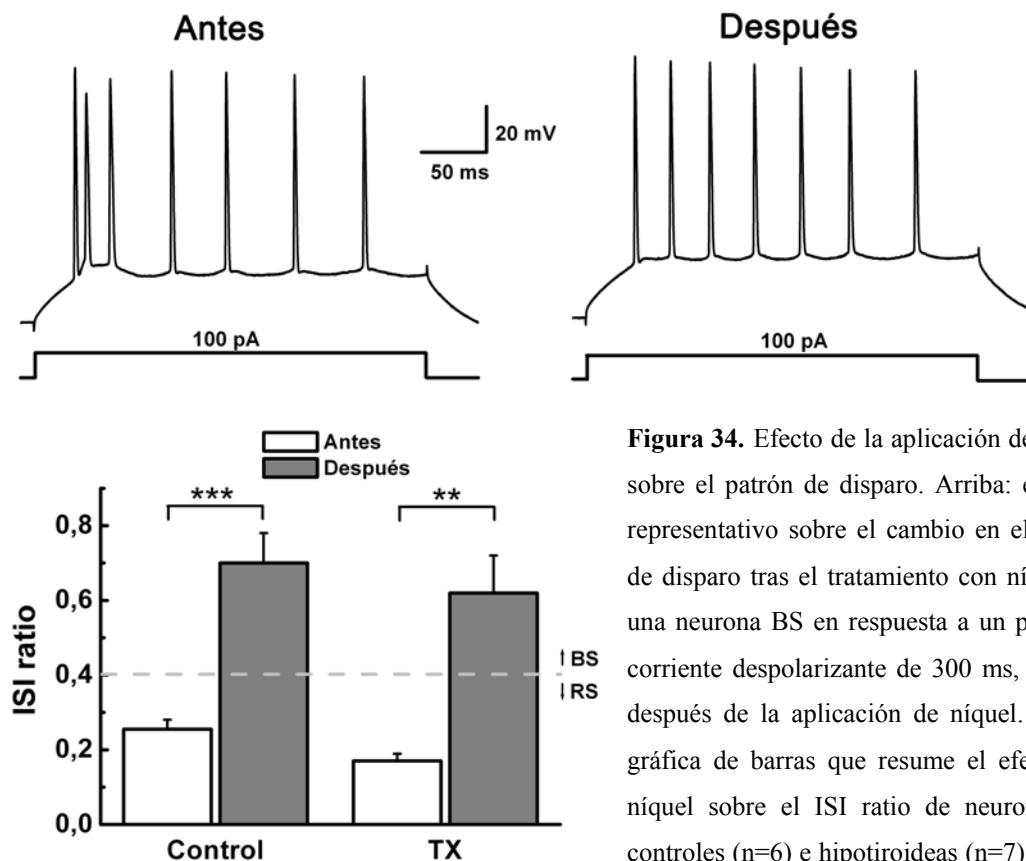 Antes
Después
20 mV
50 ms
100 pA
100 pA
Antes
Después
***
**
0,8
0,6
0,4
0,2
0,0
ISI ratio
↑BS
↓RS
Control
TX
Figura 34. Efecto de la aplicación de
sobre el patrón de disparo. Arriba:
representativo sobre el cambio en el
de disparo tras el tratamiento con
una neurona BS en respuesta a un
corriente despolarizante de 300 ms,
después de la aplicación de níquel.
gráfica de barras que resume el
níquel sobre el ISI ratio de
controles (n=6) e hipotiroideas (n=7)